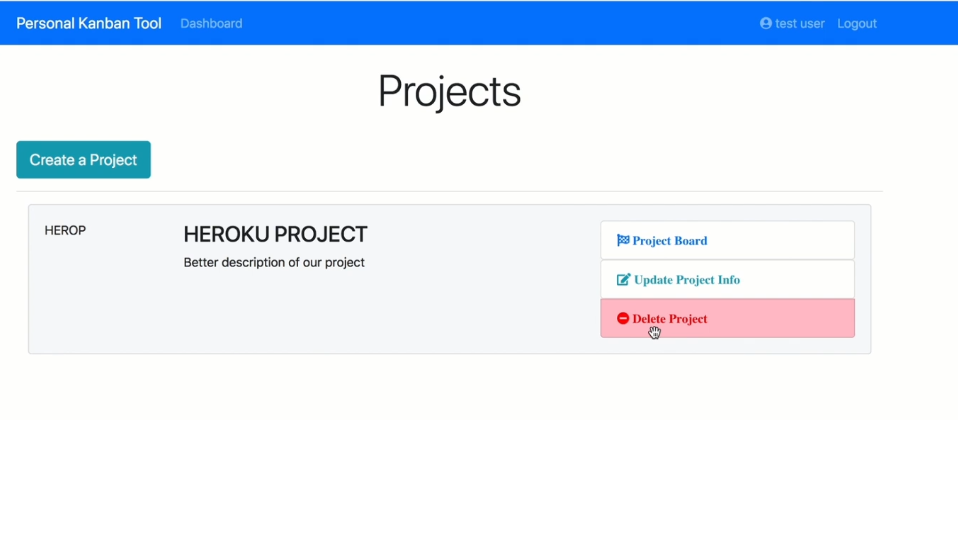 Personal Kanban Tool Dashboard test user Logout
Projects
Create a Project
HEROP
HEROKU PROJECT
Better description of our project
Project Board
Update Project Info
Delete Project